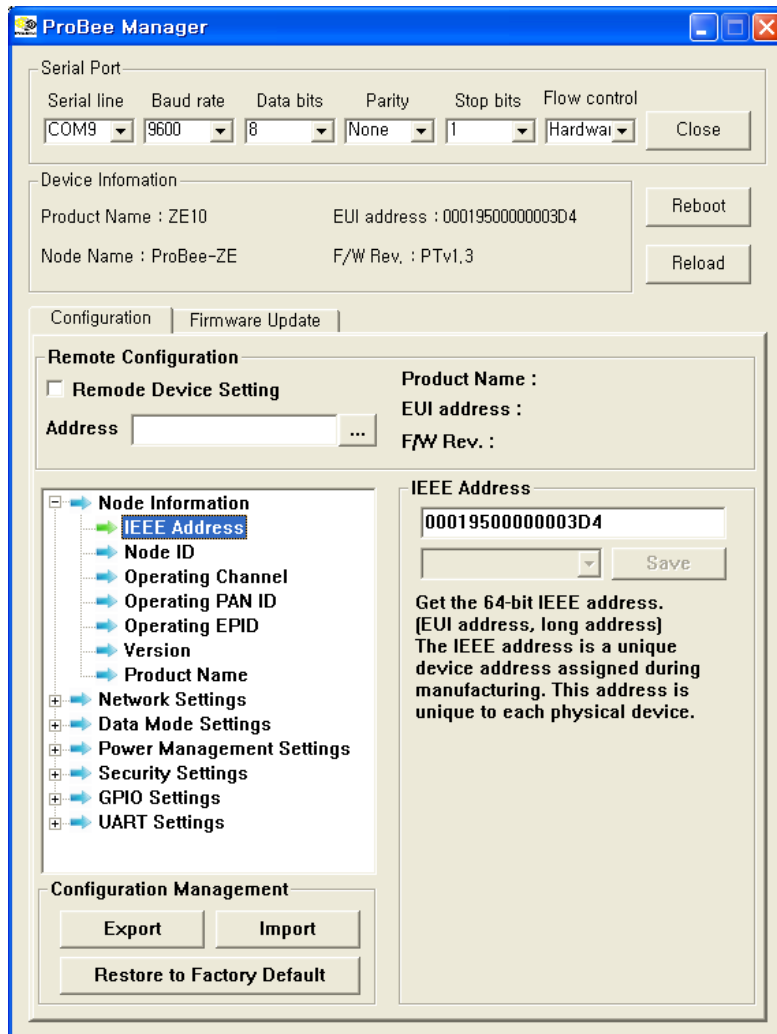 ProBee Manager
Serial Port
Serial line Baud rate Data bits Parity Stop bits Flow control
COM9 9600 8 None 1 Hardwar Close
Device Infomation
Product Name : ZE10 EUI address : 00019500000003D4
Reboot
Node Name : ProBee-ZE F/W Rev. : PTv1.3
Reload
Configuration Firmware Update
Remote Configuration
Remode Device Setting
Address ...
Product Name :
EUI address :
F/W Rev. :
Node Information
IEEE Address
Node ID
Operating Channel
Operating PAN ID
Operating EPID
Version
Product Name
Network Settings
Data Mode Settings
Power Management Settings
Security Settings
GPIO Settings
UART Settings
IEEE Address
00019500000003D4
Save
Get the 64-bit IEEE address.
(EUI address, long address)
The IEEE address is a unique
device address assigned during
manufacturing. This address is
unique to each physical device.
Configuration Management
Export Import
Restore to Factory Default